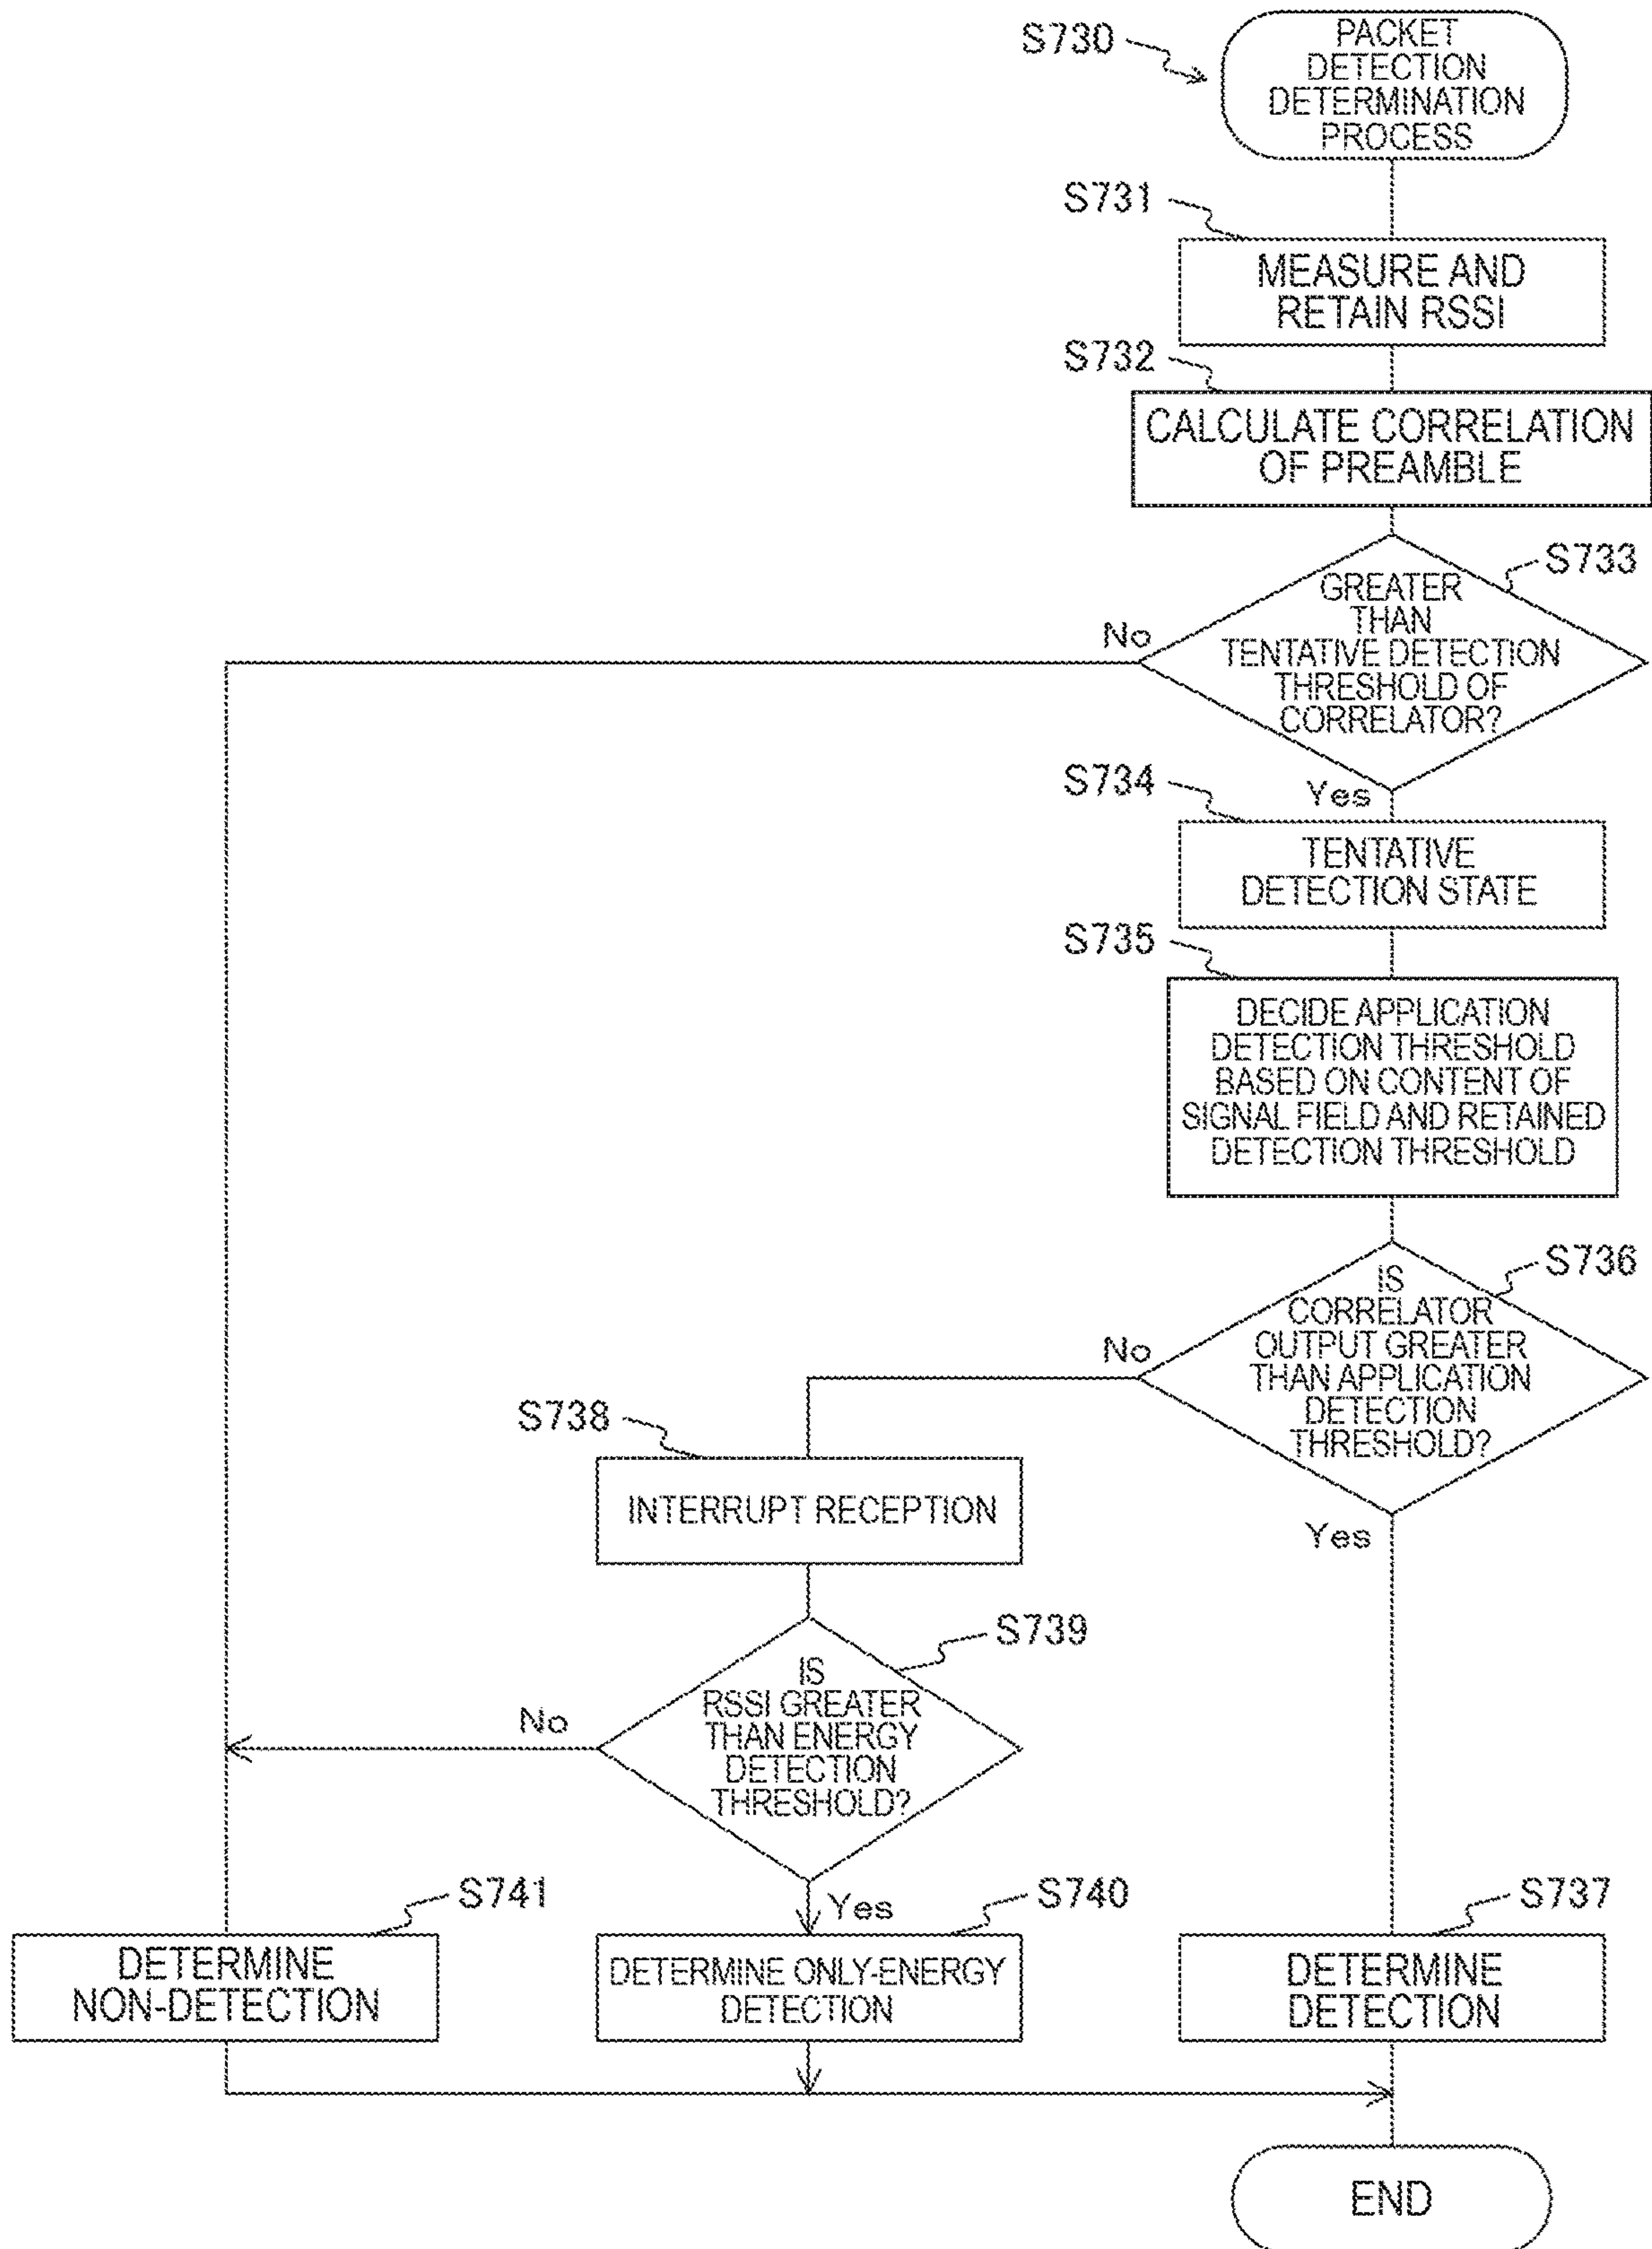 S730
PACKET
DETECTION
DETERMINATION
PROCESS
S731
MEASURE AND
RETAIN RSSI
S732
CALCULATE CORRELATION
OF PREAMBLE
S733
GREATER
THAN
TENTATIVE DETECTION
THRESHOLD OF
CORRELATOR?
No
Yes
S734
TENTATIVE
DETECTION STATE
S735
DECIDE APPLICATION
DETECTION THRESHOLD
BASED ON CONTENT OF
SIGNAL FIELD AND RETAINED
DETECTION THRESHOLD
S736
IS
CORRELATOR
OUTPUT GREATER
THAN APPLICATION
DETECTION
THRESHOLD?
No
Yes
S738
INTERRUPT RECEPTION
S739
IS
RSSI GREATER
THAN ENERGY
DETECTION
THRESHOLD?
No
Yes
S741
DETERMINE
NON-DETECTION
S740
DETERMINE ONLY-ENERGY
DETECTION
S737
DETERMINE
DETECTION
END